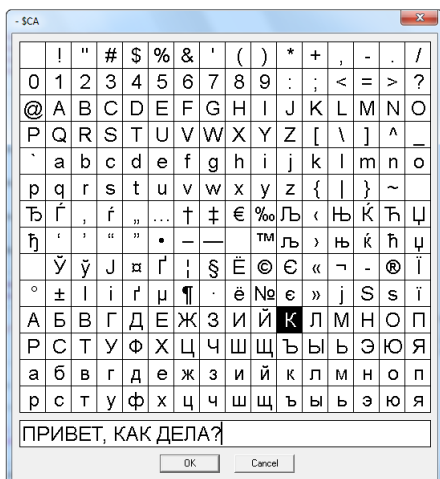 - $CA
! " # $ % & ' ( ) * + , - . /
0 1 2 3 4 5 6 7 8 9 : ; < = > ?
@ A B C D E F G H I J K L M N O
P Q R S T U V W X Y Z [ \ ] ^ _
` a b c d e f g h i j k l m n o
p q r s t u v w x y z { | } ~
Ђ Ѓ ‚ ѓ „ … † ‡ € ‰ Љ ‹ Њ Ќ Ћ Џ
ђ ‘ ’ “ ” • – — ™ љ › њ ќ ћ џ
Ў ў Ј ¤ Ґ ¦ § Ё © Є « ¬ - ® Ї
° ± І і ґ µ ¶ · ё № є » ј Ѕ ѕ ї
А Б В Г Д Е Ж З И Й К Л М Н О П
Р С Т У Ф Х Ц Ч Ш Щ Ъ Ы Ь Э Ю Я
а б в г д е ж з и й к л м н о п
р с т у ф х ц ч ш щ ъ ы ь э ю я
ПРИВЕТ, КАК ДЕЛА?
OK Cancel